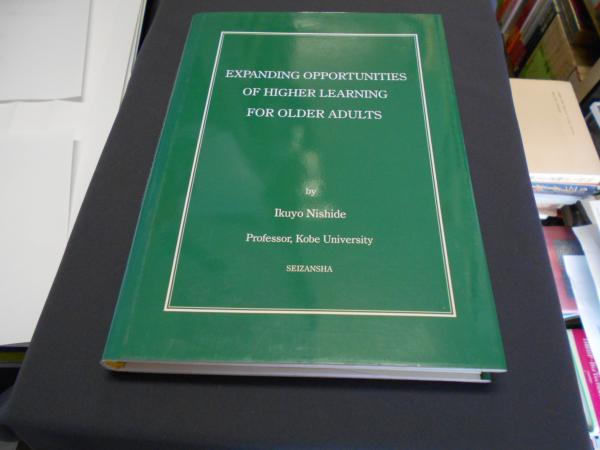 EXPANDING OPPORTUNITIES
OF HIGHER LEARNING
FOR OLDER ADULTS
by
Ikuyo Nishide
Professor, Kobe University
SEIZANSHA